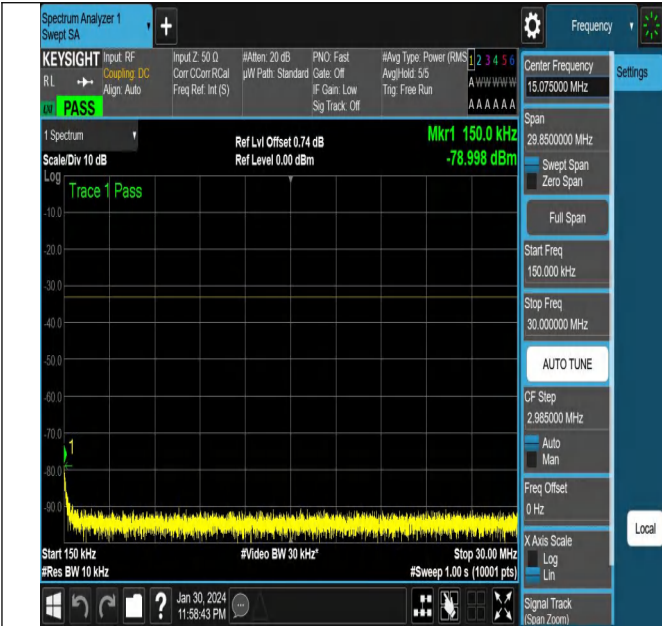 Spectrum Analyzer 1
Swept SA
Frequency
KEYSIGHT
RL
LXI
PASS
Input: RF
Coupling: DC
Align: Auto
Input Z: 50 Ω
Corr CCorr RCal
Freq Ref: Int (S)
#Atten: 20 dB
µW Path: Standard
PNO: Fast
Gate: Off
IF Gain: Low
Sig Track: Off
#Avg Type: Power (RMS
Avg|Hold: 5/5
Trig: Free Run
1 2 3 4 5 6
A W W W W W
A A A A A A
1 Spectrum
Scale/Div 10 dB
Ref Lvl Offset 0.74 dB
Ref Level 0.00 dBm
Mkr1 150.0 kHz
-78.998 dBm
Log
Trace 1 Pass
-10.0
-20.0
-30.0
-40.0
-50.0
-60.0
-70.0
-80.0
-90.0
1
Start 150 kHz
#Res BW 10 kHz
#Video BW 30 kHz*
Stop 30.00 MHz
#Sweep 1.00 s (10001 pts)
Jan 30, 2024
11:58:43 PM
Center Frequency
15.075000 MHz
Settings
Span
29.8500000 MHz
Swept Span
Zero Span
Full Span
Start Freq
150.000 kHz
Stop Freq
30.000000 MHz
AUTO TUNE
CF Step
2.985000 MHz
Auto
Man
Freq Offset
0 Hz
X Axis Scale
Log
Lin
Local
Signal Track
(Span Zoom)